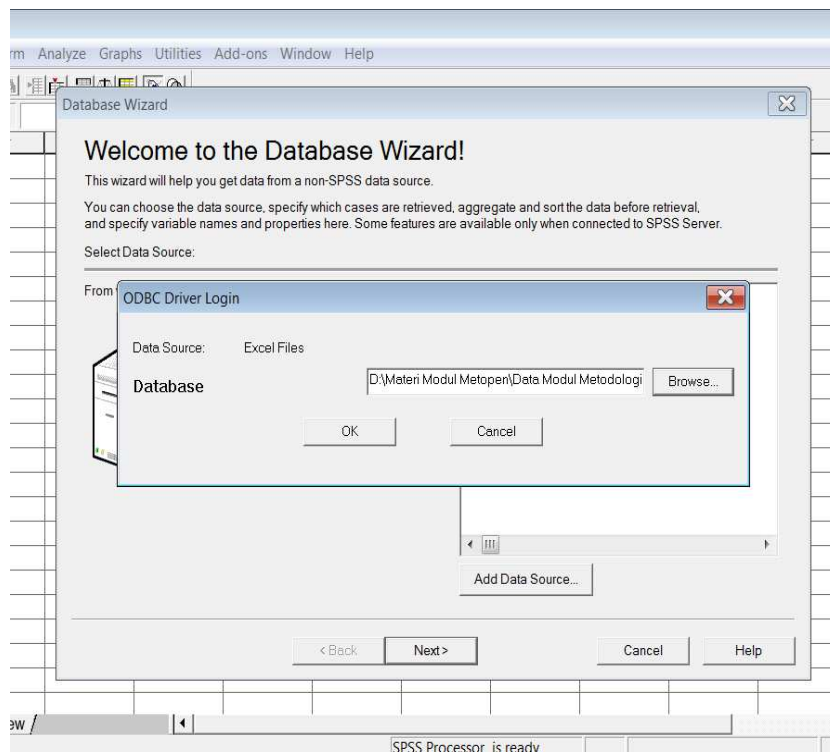 Analyze Graphs Utilities Add-ons Window Help
Database Wizard
Welcome to the Database Wizard!
This wizard will help you get data from a non-SPSS data source.
You can choose the data source, specify which cases are retrieved, aggregate and sort the data before retrieval,
and specify variable names and properties here. Some features are available only when connected to SPSS Server.
Select Data Source:
From
ODBC Driver Login
Data Source: Excel Files
Database D:\Materi Modul Metopen\Data Modul Metodologi Browse...
OK Cancel
Add Data Source...
< Back Next > Cancel Help
SPSS Processor is ready